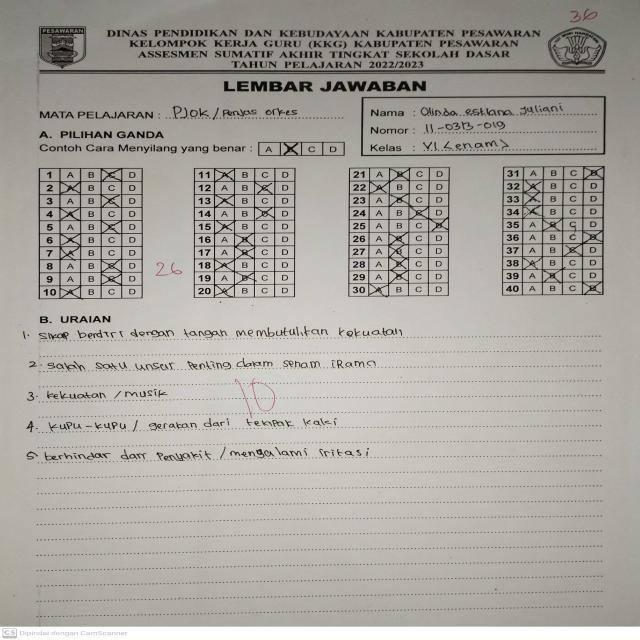 36
PESAWARAN
DINAS PENDIDIKAN DAN KEBUDAYAAN KABUPATEN PESAWARAN
KELOMPOK KERJA GURU (KKG) KABUPATEN PESAWARAN
ASSESMEN SUMATIF AKHIR TINGKAT SEKOLAH DASAR
TAHUN PELAJARAN 2022/2023
LEMBAR JAWABAN
MATA PELAJARAN : PJok / Penjas orkes
Nama : Olinda Juliani
Nomor : 11-0313-019
Kelas : VI <enam>
A. PILIHAN GANDA
Contoh Cara Menyilang yang benar : A B C D
1 A B C D 11 A B C D 21 A B C D 31 A B C D
2 A B C D 12 A B C D 22 A B C D 32 A B C D
3 A B C D 13 A B C D 23 A B C D 33 A B C D
4 A B C D 14 A B C D 24 A B C D 34 A B C D
5 A B C D 15 A B C D 25 A B C D 35 A B C D
6 A B C D 16 A B C D 26 A B C D 36 A B C D
7 A B C D 17 A B C D 27 A B C D 37 A B C D
8 A B C D 18 A B C D 28 A B C D 38 A B C D
9 A B C D 19 A B C D 29 A B C D 39 A B C D
10 A B C D 20 A B C D 30 A B C D 40 A B C D
26
B. URAIAN
1. sikap berdiri dengan tangan membutuhkan kekuatan
2. salah satu unsur Penting dalam senam iRama
3. kekuatan / musik
10
4. kuPu-kuPu / gerakan dari telapak kaki
5 terhindar dari Penyakit / mengalami iritasi
CS Dipindai dengan CamScanner